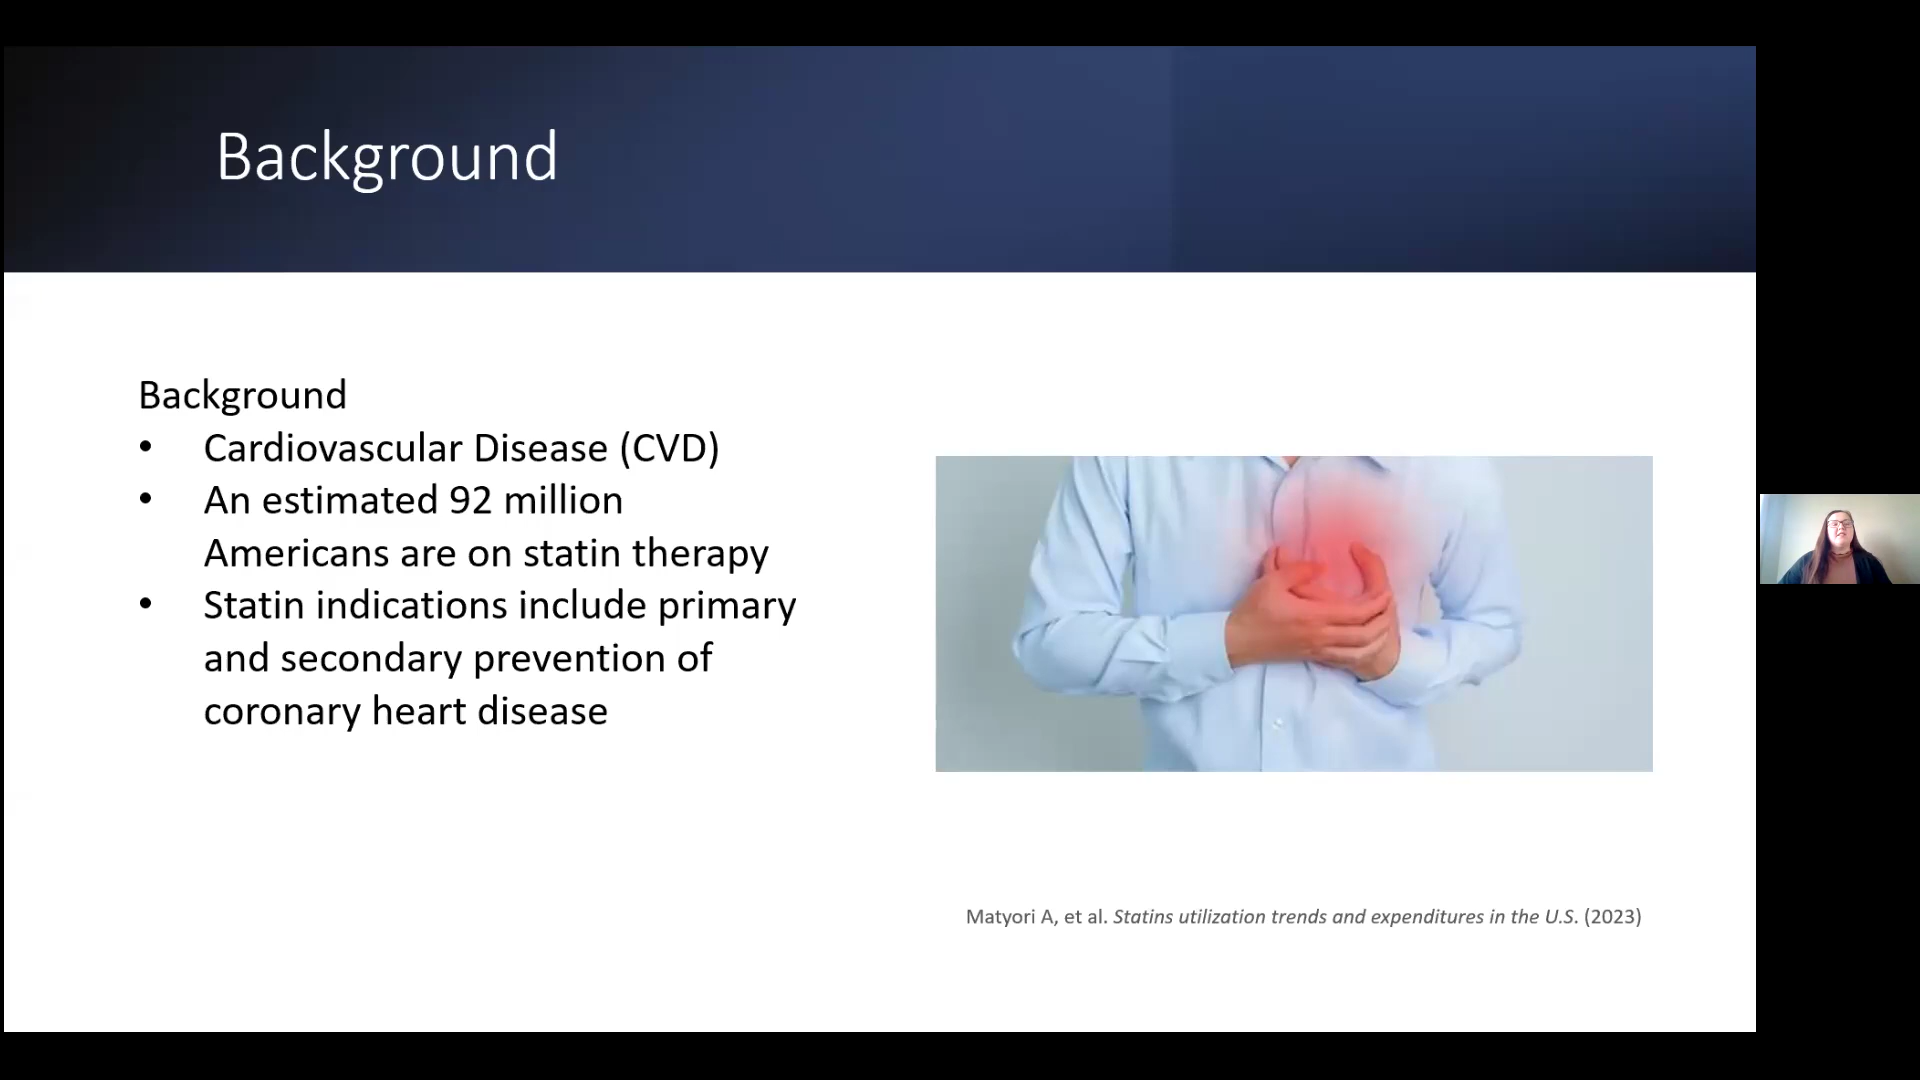 Background
Background
• Cardiovascular Disease (CVD)
• An estimated 92 million
Americans are on statin therapy
• Statin indications include primary
and secondary prevention of
coronary heart disease
Matyori A, et al. Statins utilization trends and expenditures in the U.S. (2023)